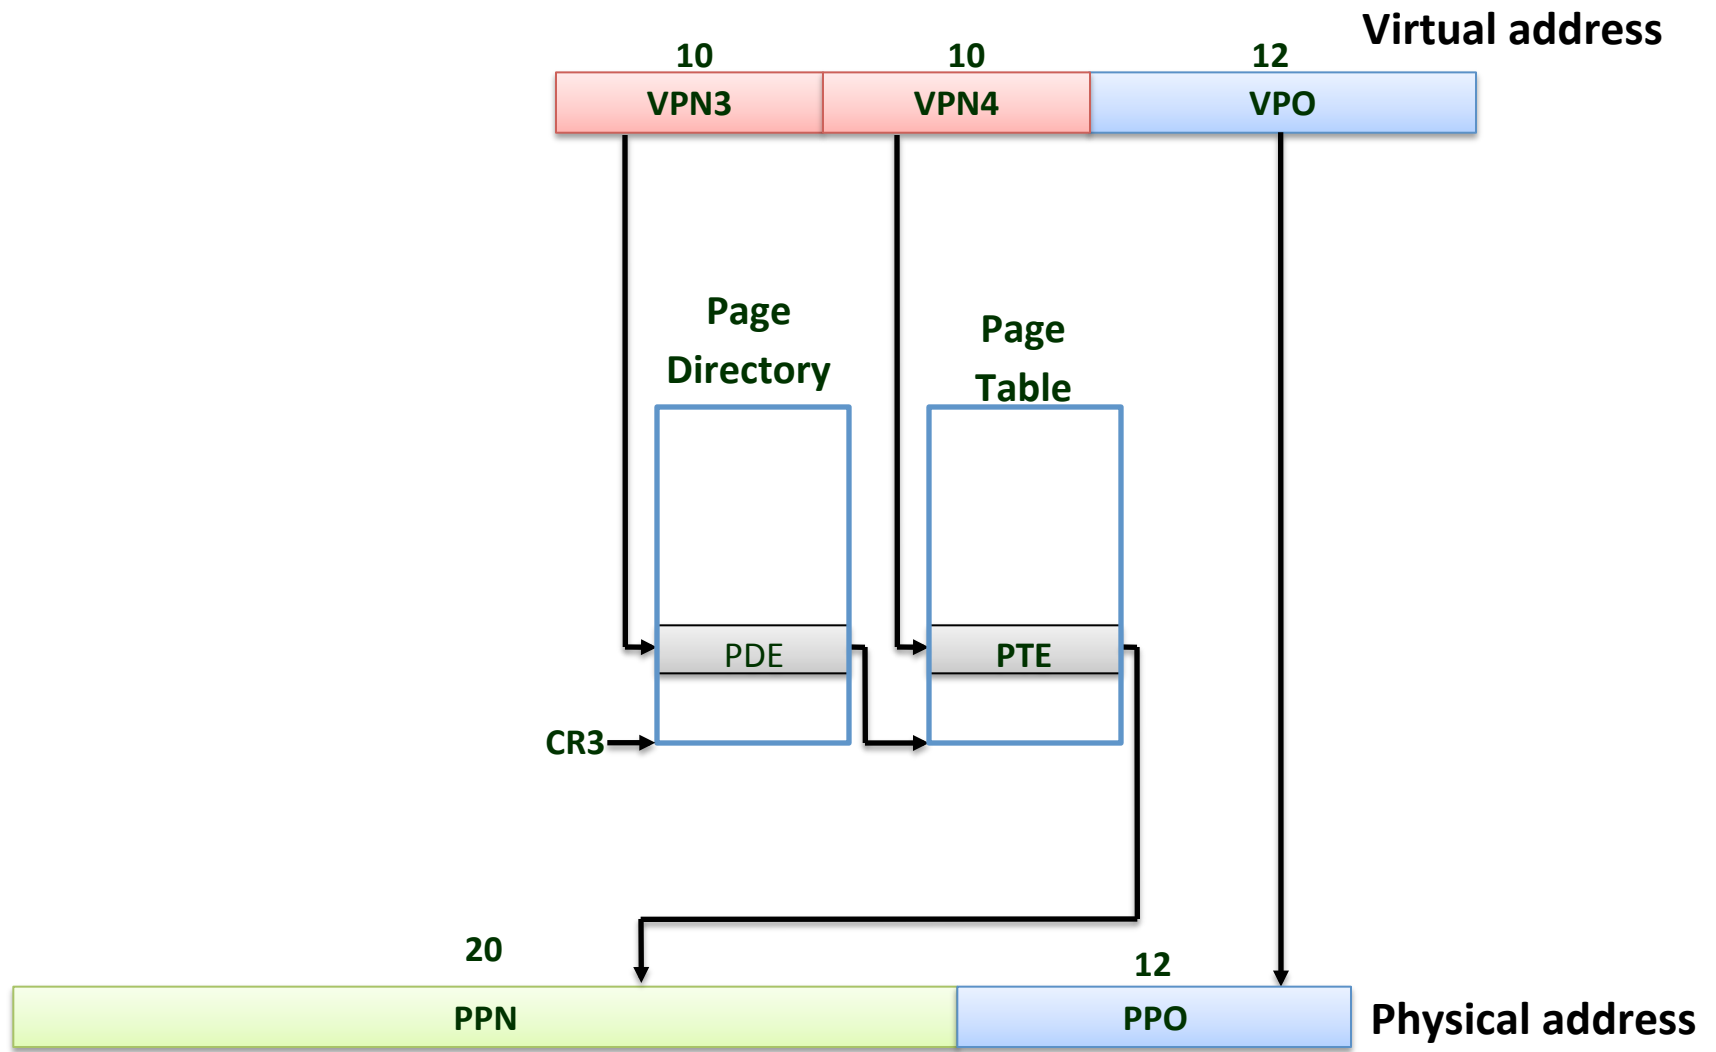 Virtual address
10
10
12
VPN3
VPN4
VPO
Page
Directory
Page
Table
PDE
PTE
CR3
20
12
PPN
PPO
Physical address